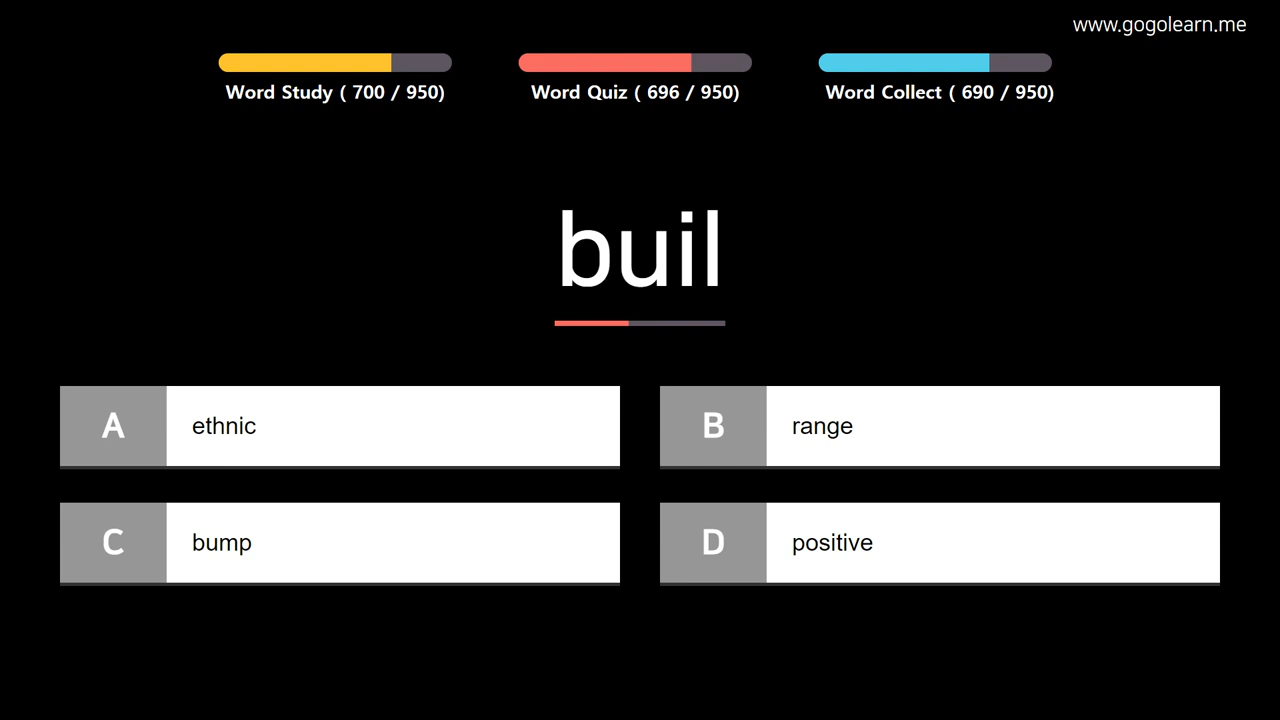 www.gogolearn.me
Word Study ( 700 / 950)
Word Quiz ( 696 / 950)
Word Collect ( 690 / 950)
buil
A ethnic
B range
C bump
D positive